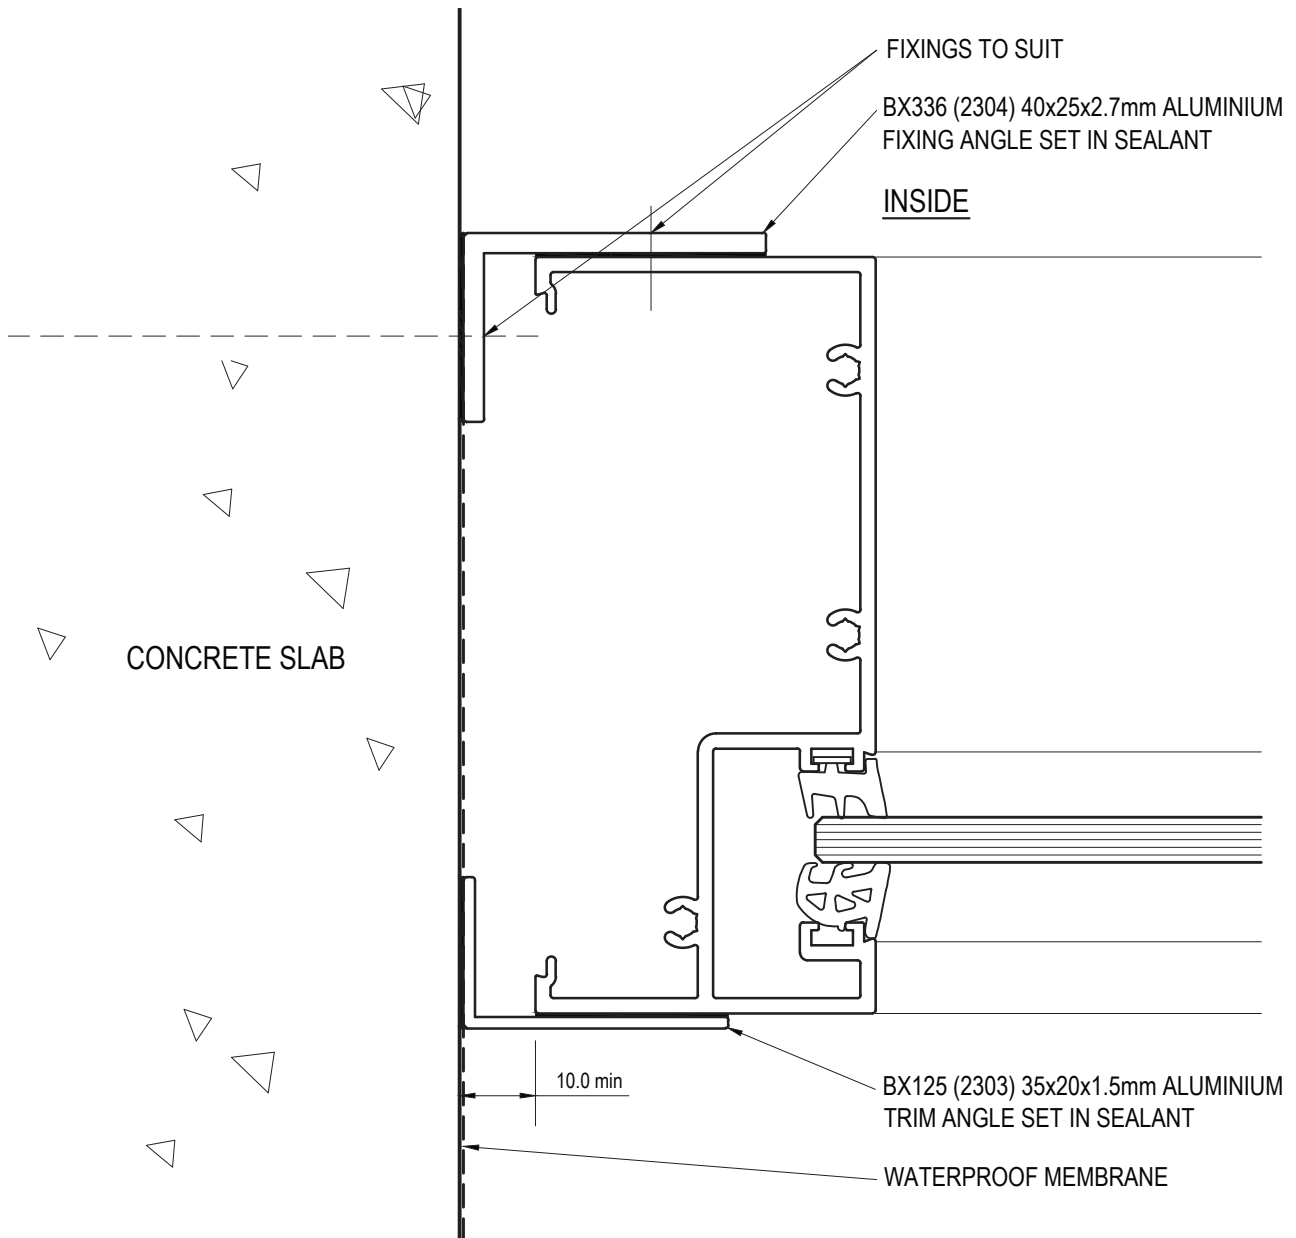 FIXINGS TO SUIT
BX336 (2304) 40x25x2.7mm ALUMINIUM
FIXING ANGLE SET IN SEALANT
INSIDE
CONCRETE SLAB
10.0 min
BX125 (2303) 35x20x1.5mm ALUMINIUM
TRIM ANGLE SET IN SEALANT
WATERPROOF MEMBRANE